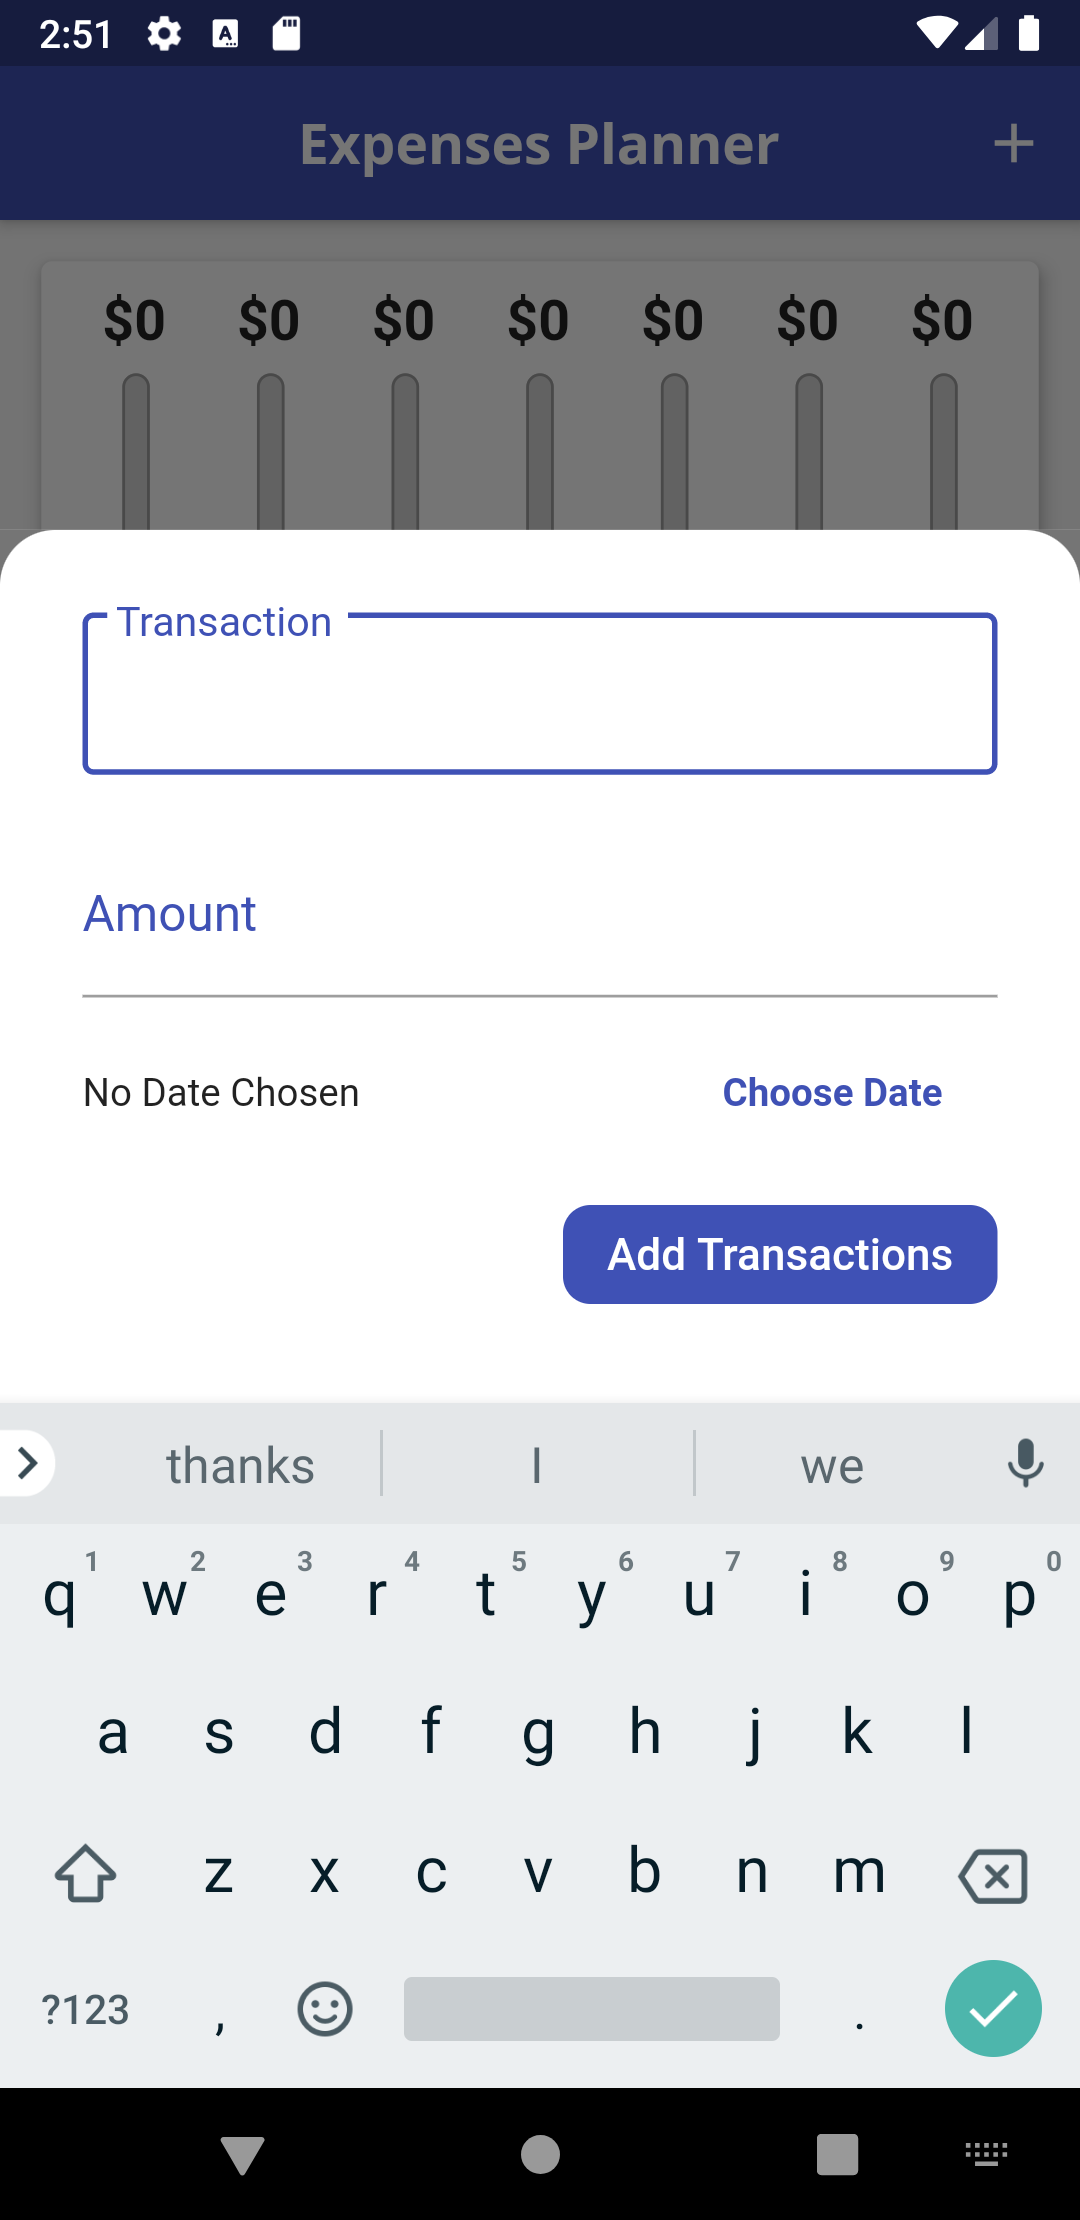 2:51
Expenses Planner +
$0 $0 $0 $0 $0 $0 $0
Transaction
Amount
No Date Chosen Choose Date
Add Transactions
thanks I we
1 2 3 4 5 6 7 8 9 0
q w e r t y u i o p
a s d f g h j k l
z x c v b n m
?123 , .